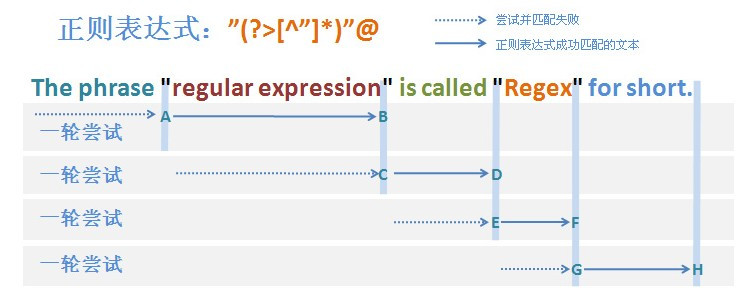 正则表达式：”(?>[^”]*)”@
尝试并匹配失败
正则表达式成功匹配的文本
The phrase "regular expression" is called "Regex" for short.
一轮尝试 A B
一轮尝试 C D
一轮尝试 E F
一轮尝试 G H